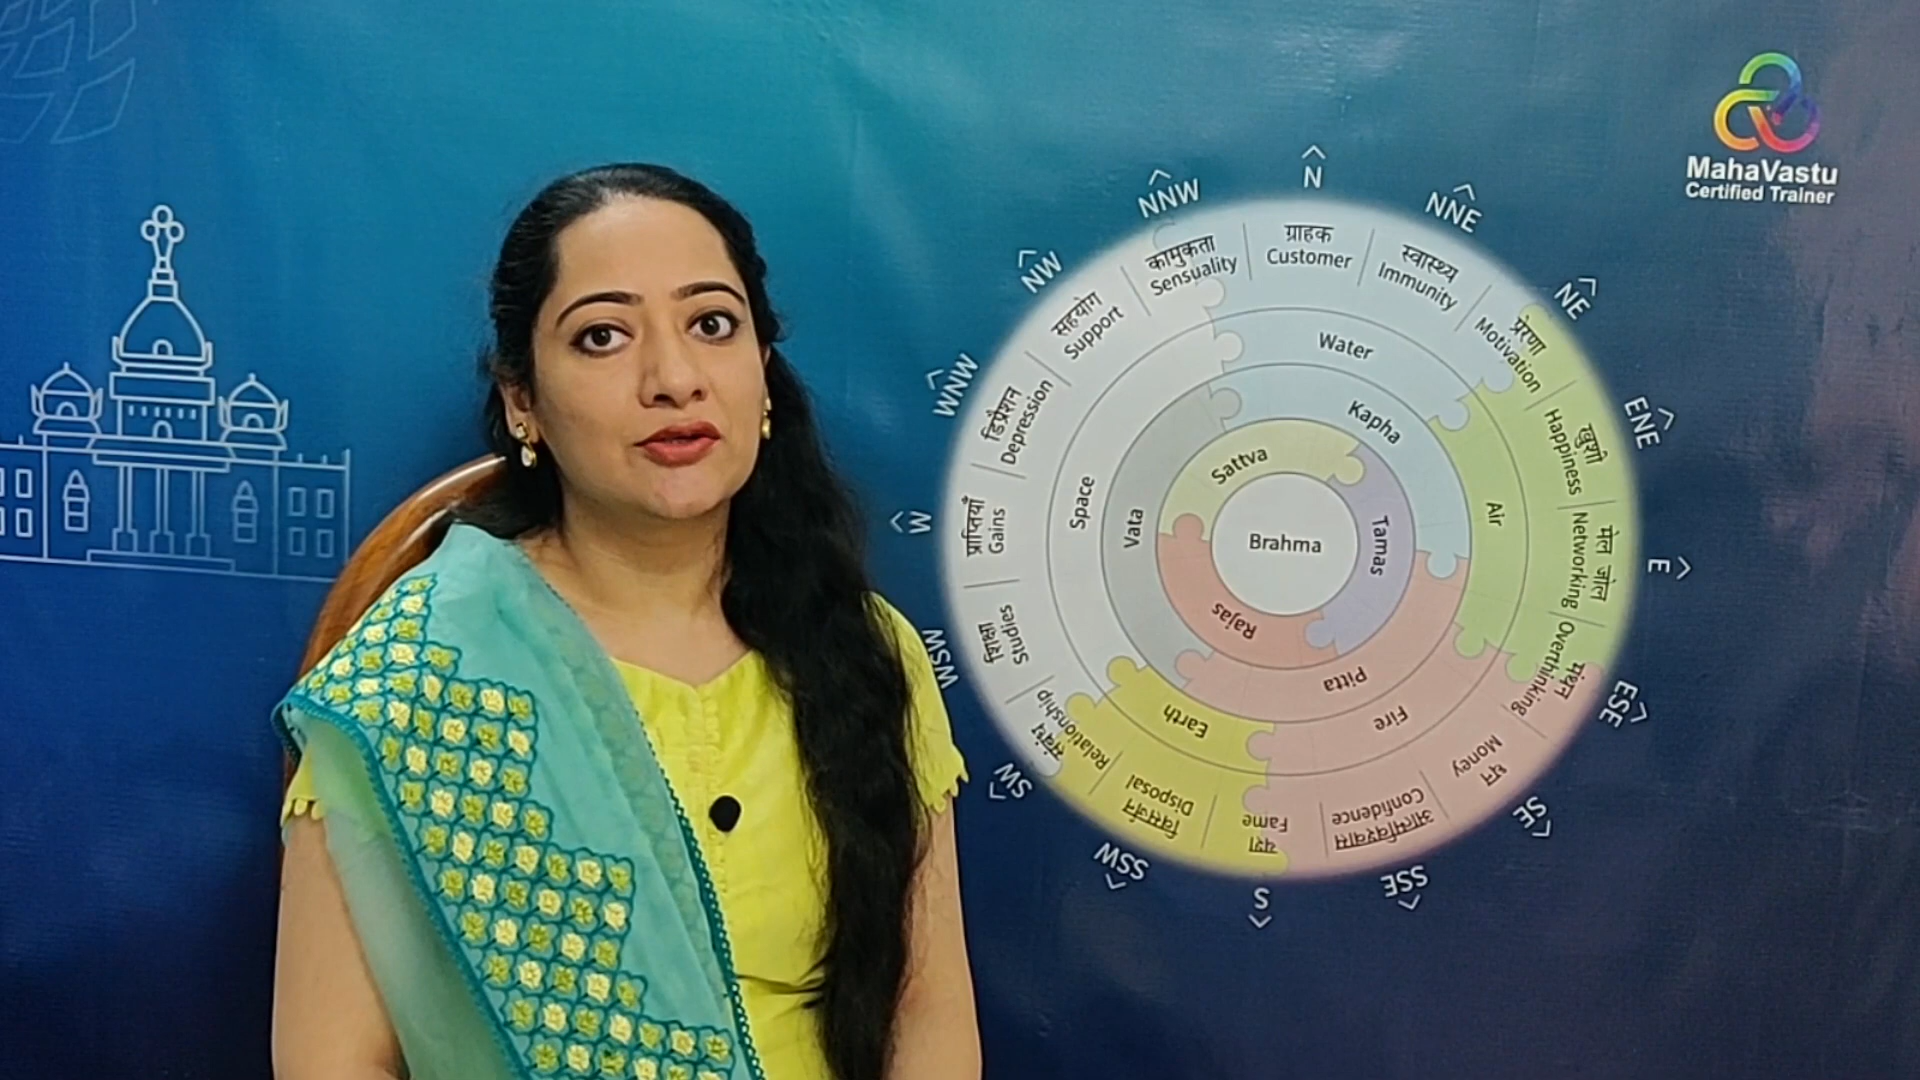 MahaVastu
Certified Trainer
N
NNE
NE
ENE
E
ESE
SE
SSE
S
SSW
SW
WSW
W
WNW
NW
NNW
ग्राहक
Customer
स्वास्थ्य
Immunity
प्रेरणा
Motivation
खुशी
Happiness
मेल जोल
Networking
मंथन
Overthinking
धन
Money
आत्मविश्वास
Confidence
यश
Fame
विसर्जन
Disposal
संबंध
Relationship
शिक्षा
Studies
प्राप्तियाँ
Gains
डिप्रैशन
Depression
सहयोग
Support
कामुकता
Sensuality
Water
Air
Fire
Earth
Space
Kapha
Pitta
Vata
Sattva
Tamas
Rajas
Brahma